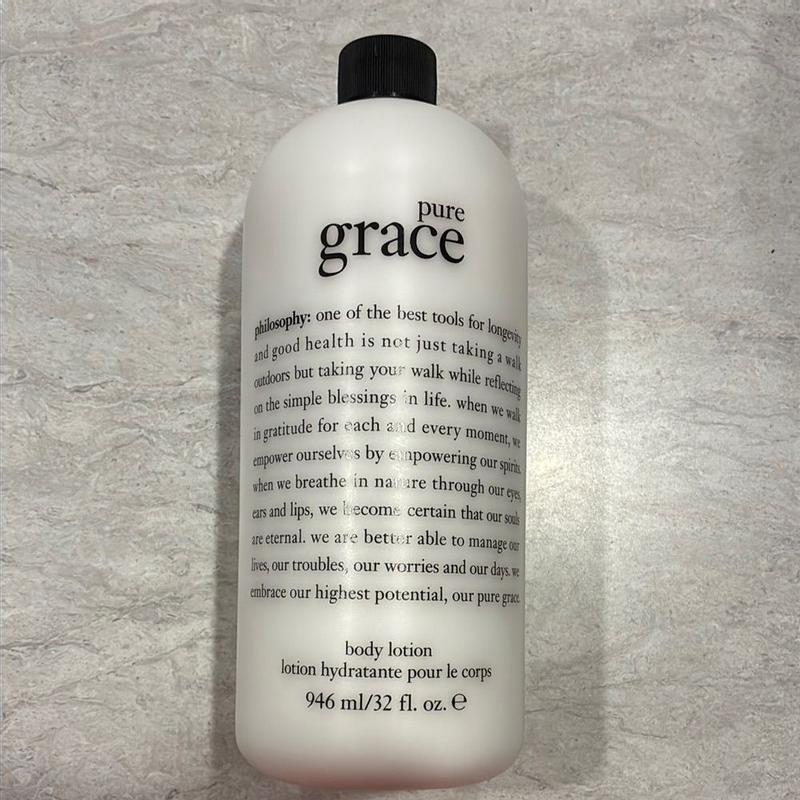 pure
grace
philosophy: one of the best tools for longevity
and good health is not just taking a walk
outdoors but taking your walk while reflecting
on the simple blessings in life. when we walk
in gratitude for each and every moment, we
empower ourselves by empowering our spirits.
when we breathe in nature through our eyes,
ears and lips, we become certain that our souls
are eternal. we are better able to manage our
lives, our troubles, our worries and our days. we
embrace our highest potential, our pure grace.
body lotion
lotion hydratante pour le corps
946 ml/32 fl. oz. ℮